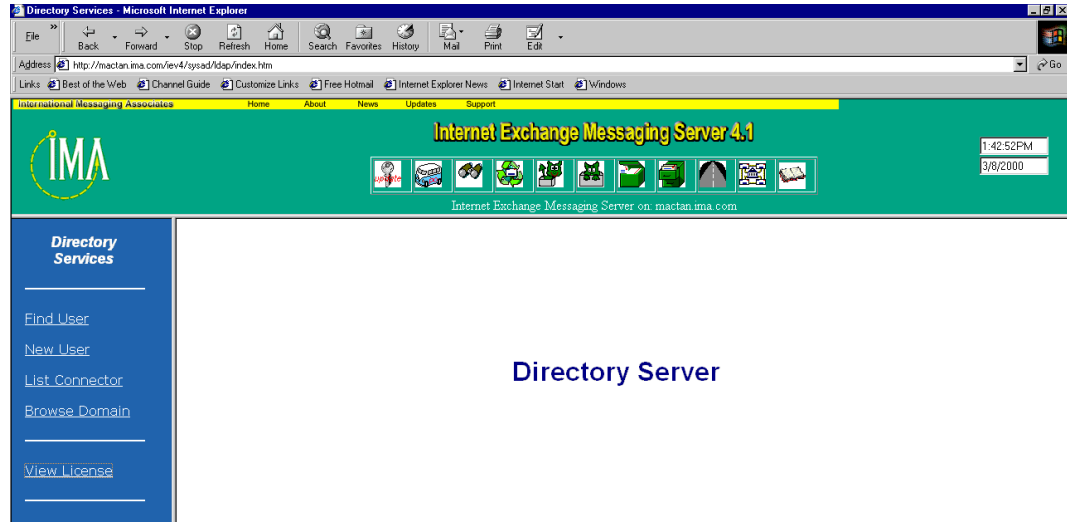 Directory Services - Microsoft Internet Explorer
File » Back Forward Stop Refresh Home Search Favorites History Mail Print Edit
Address http://mactan.ima.com/iev4/sysad/ldap/index.htm Go
Links Best of the Web Channel Guide Customize Links Free Hotmail Internet Explorer News Internet Start Windows
International Messaging Associates Home About News Updates Support
IMA
Internet Exchange Messaging Server 4.1
1:42:52PM
3/8/2000
update
Internet Exchange Messaging Server on: mactan.ima.com
Directory
Services
Find User
New User
List Connector
Browse Domain
View License
Directory Server